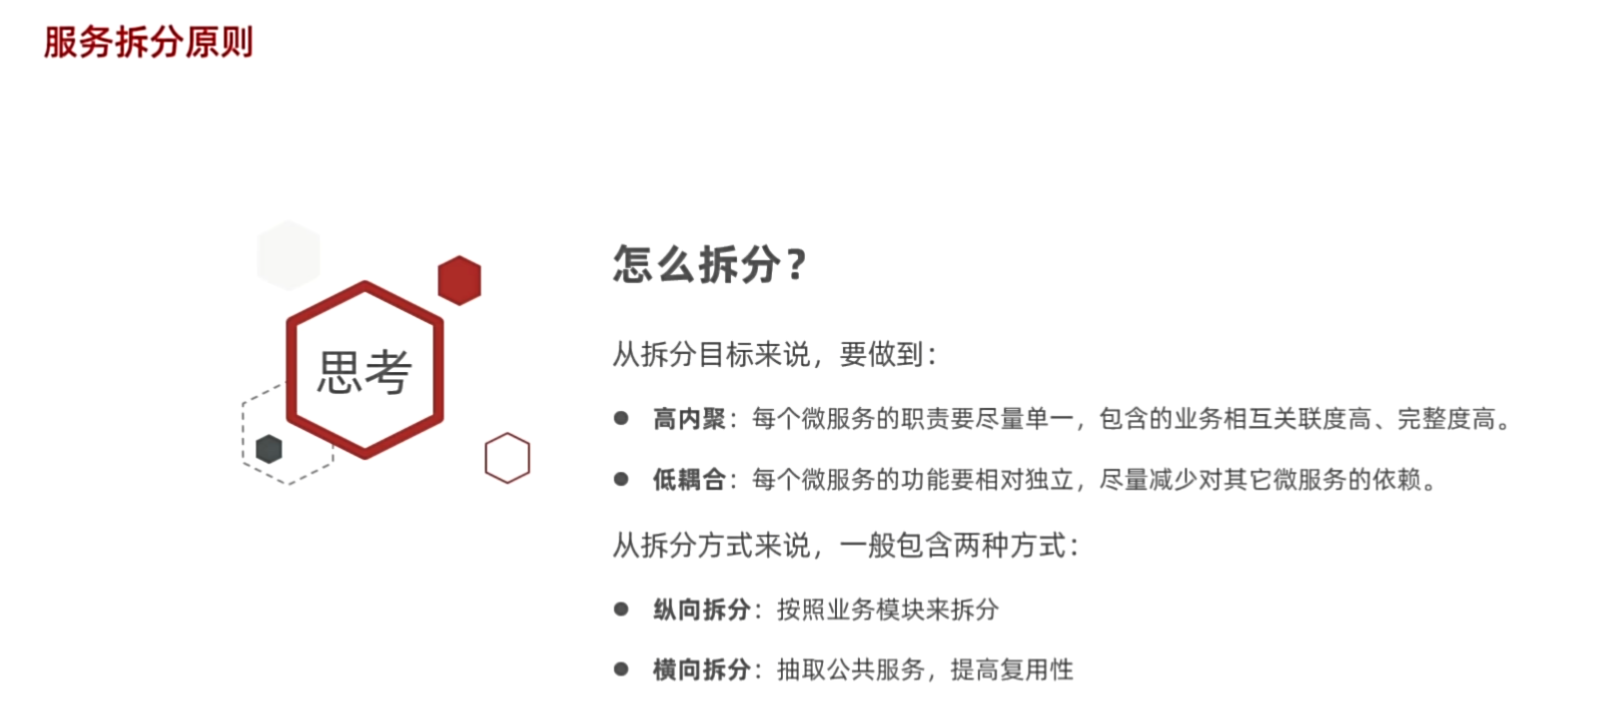 服务拆分原则
思考
怎么拆分?
从拆分目标来说，要做到：
● 高内聚：每个微服务的职责要尽量单一，包含的业务相互关联度高、完整度高。
● 低耦合：每个微服务的功能要相对独立，尽量减少对其它微服务的依赖。
从拆分方式来说，一般包含两种方式：
● 纵向拆分：按照业务模块来拆分
● 横向拆分：抽取公共服务，提高复用性